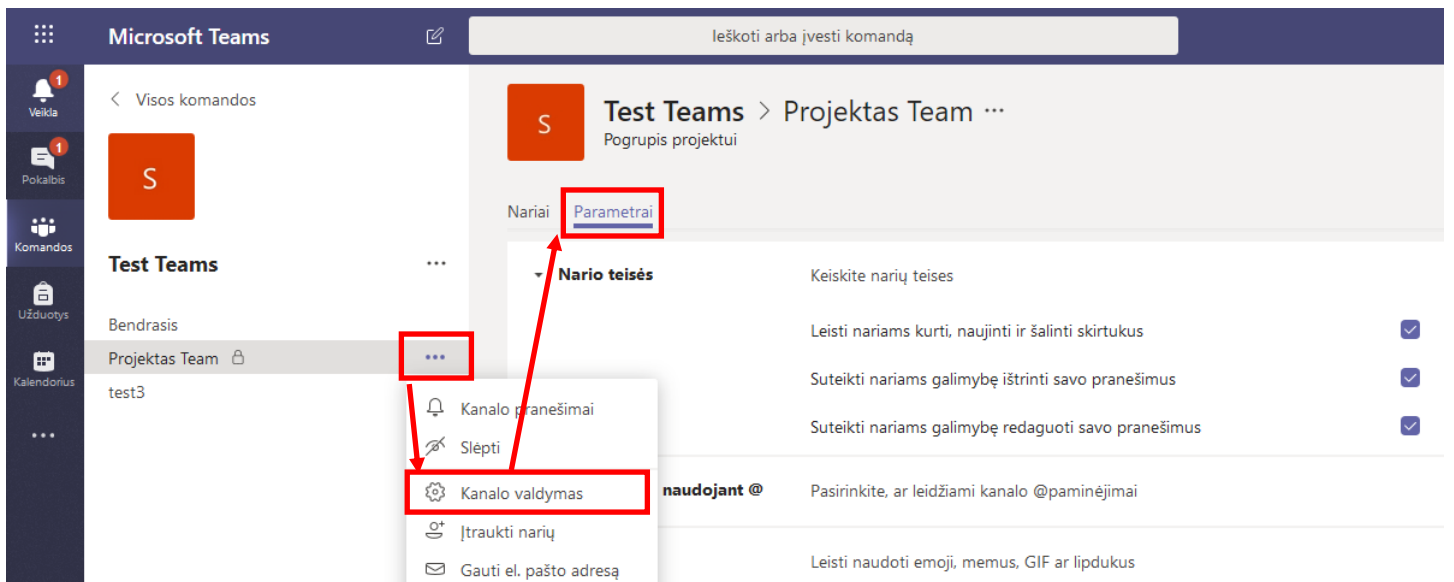 Microsoft Teams
Ieškoti arba įvesti komandą
1
Veikla
1
Pokalbis
Komandos
Užduotys
Kalendorius
Visos komandos
S
Test Teams
Bendrasis
Projektas Team
test3
Kanalo pranešimai
Slėpti
Kanalo valdymas
Įtraukti narių
Gauti el. pašto adresą
S
Test Teams > Projektas Team
Pogrupis projektui
Nariai Parametrai
Nario teisės Keiskite narių teises
Leisti nariams kurti, naujinti ir šalinti skirtukus
Suteikti nariams galimybę ištrinti savo pranešimus
Suteikti nariams galimybę redaguoti savo pranešimus
naudojant @ Pasirinkite, ar leidžiami kanalo @paminėjimai
Leisti naudoti emoji, memus, GIF ar lipdukus